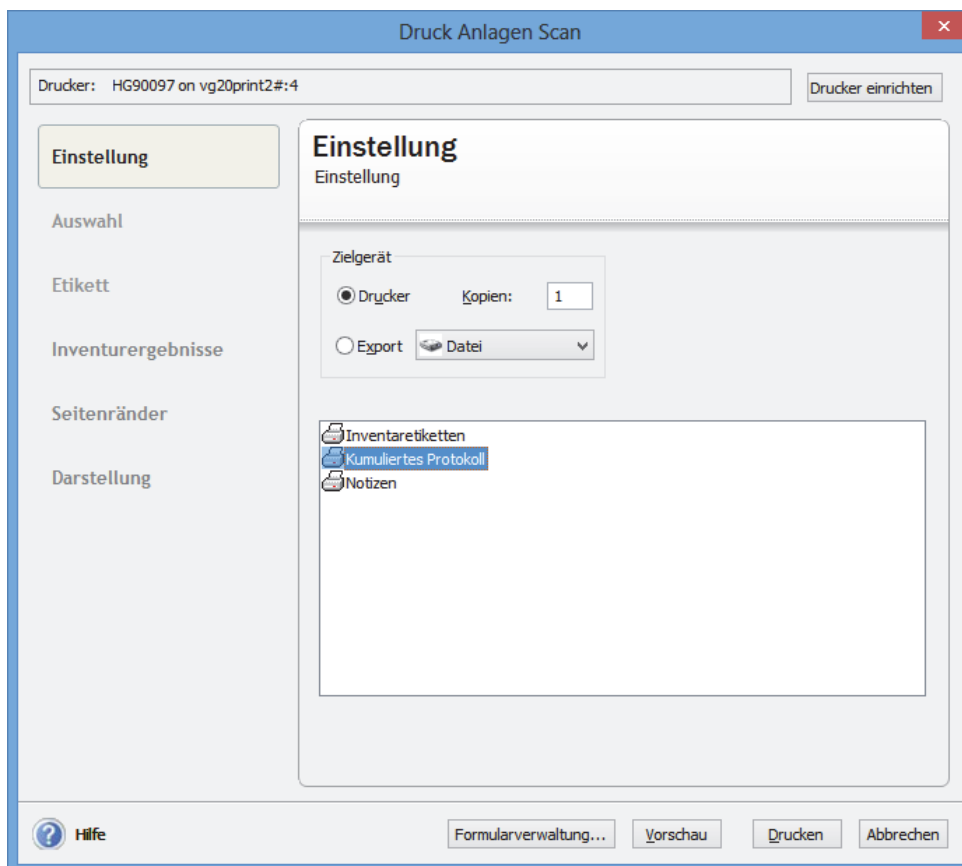 Druck Anlagen Scan
Drucker: HG90097 on vg20print2#:4
Drucker einrichten
Einstellung
Auswahl
Etikett
Inventurergebnisse
Seitenränder
Darstellung
Einstellung
Einstellung
Zielgerät
Drucker Kopien: 1
Export Datei
Inventaretiketten
Kumuliertes Protokoll
Notizen
Hilfe
Formularverwaltung...
Vorschau
Drucken
Abbrechen